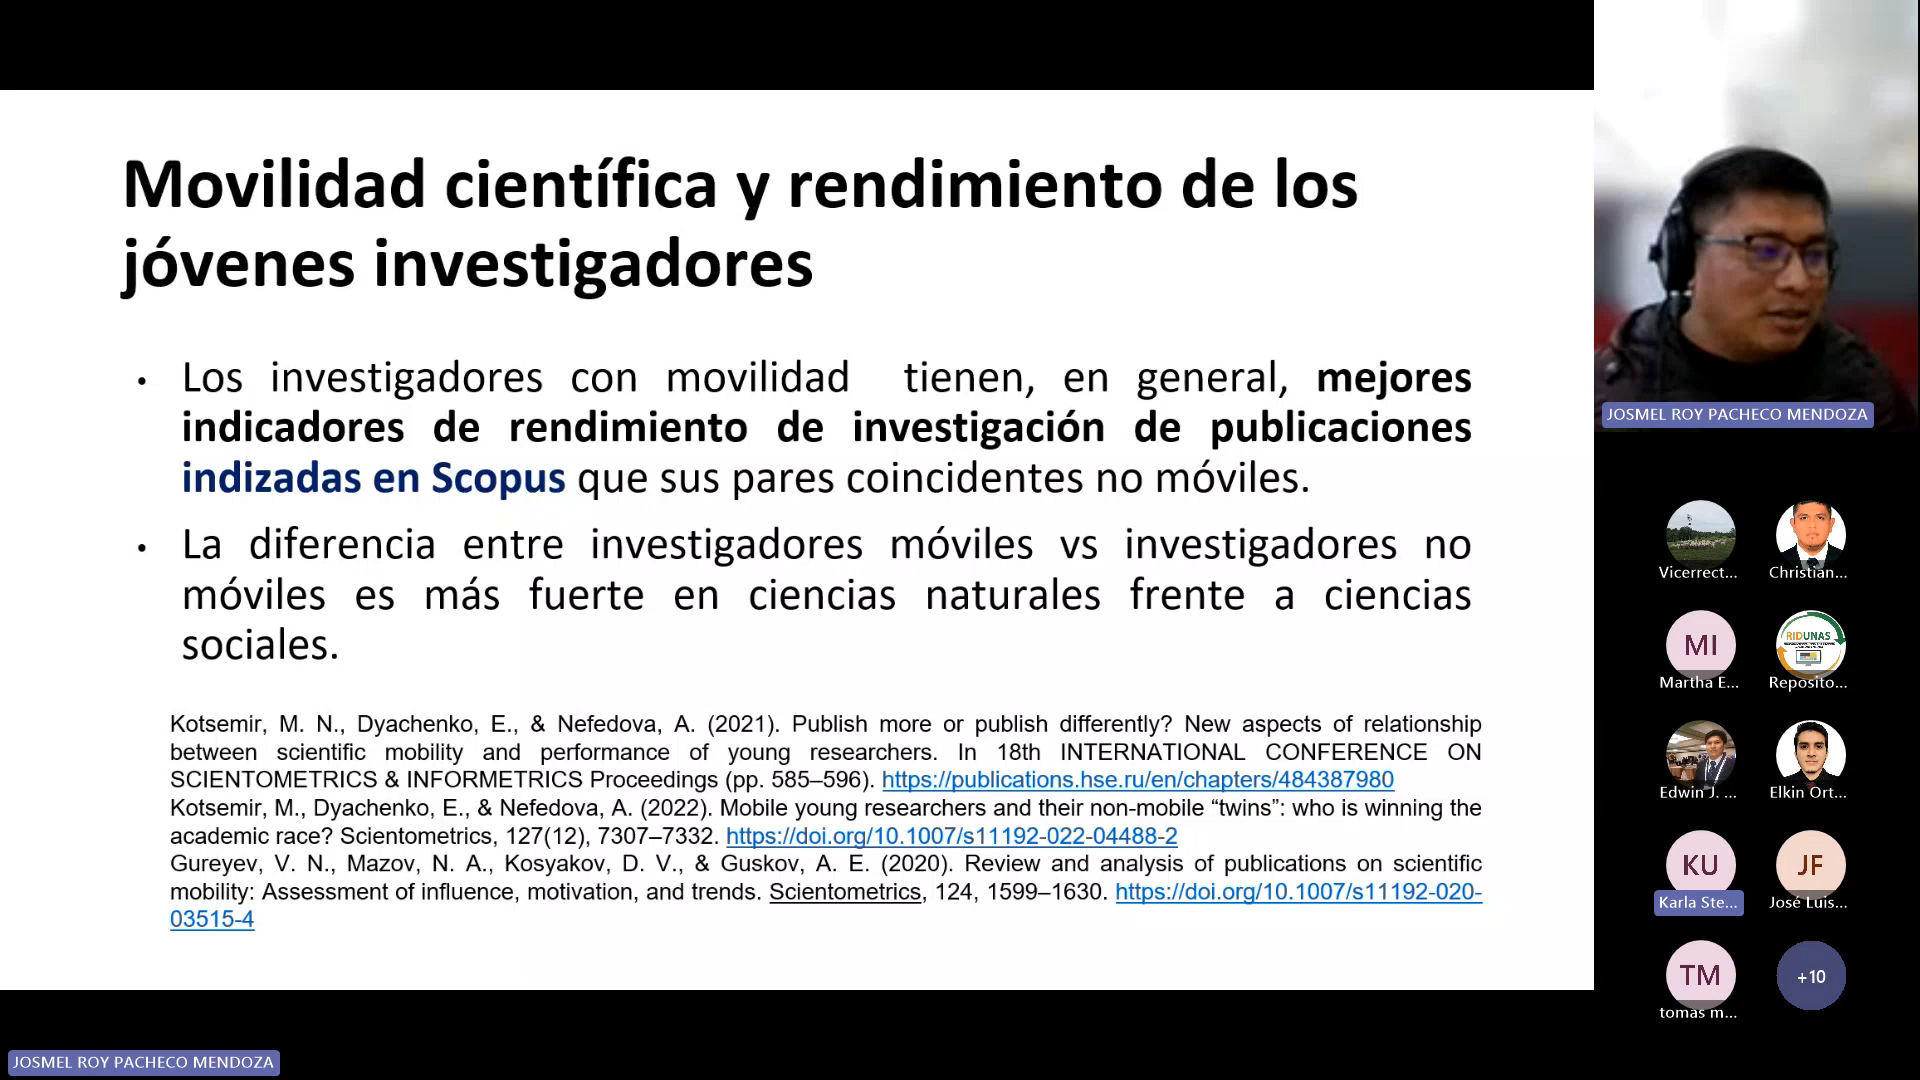 Movilidad científica y rendimiento de los
jóvenes investigadores
• Los investigadores con movilidad tienen, en general, mejores
indicadores de rendimiento de investigación de publicaciones
indizadas en Scopus que sus pares coincidentes no móviles.
• La diferencia entre investigadores móviles vs investigadores no
móviles es más fuerte en ciencias naturales frente a ciencias
sociales.
Kotsemir, M. N., Dyachenko, E., & Nefedova, A. (2021). Publish more or publish differently? New aspects of relationship
between scientific mobility and performance of young researchers. In 18th INTERNATIONAL CONFERENCE ON
SCIENTOMETRICS & INFORMETRICS Proceedings (pp. 585–596). https://publications.hse.ru/en/chapters/484387980
Kotsemir, M., Dyachenko, E., & Nefedova, A. (2022). Mobile young researchers and their non-mobile “twins”: who is winning the
academic race? Scientometrics, 127(12), 7307–7332. https://doi.org/10.1007/s11192-022-04488-2
Gureyev, V. N., Mazov, N. A., Kosyakov, D. V., & Guskov, A. E. (2020). Review and analysis of publications on scientific
mobility: Assessment of influence, motivation, and trends. Scientometrics, 124, 1599–1630. https://doi.org/10.1007/s11192-020-
03515-4
JOSMEL ROY PACHECO MENDOZA
Vicerrect...
Christian...
MI
RIDUNAS
Martha E...
Reposito...
Edwin J. ...
Elkin Ort...
KU
JF
Karla Ste...
José Luis...
TM
+10
tomas m...
JOSMEL ROY PACHECO MENDOZA